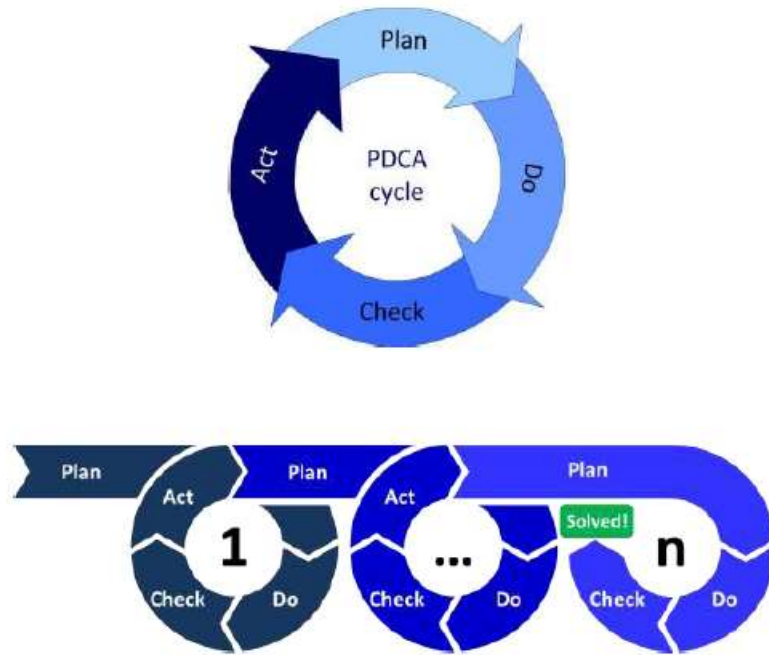 Plan
Act
PDCA
cycle
Do
Check
Plan
Plan
Plan
Act
Act
Solved!
1
...
n
Check
Do
Check
Do
Check
Do